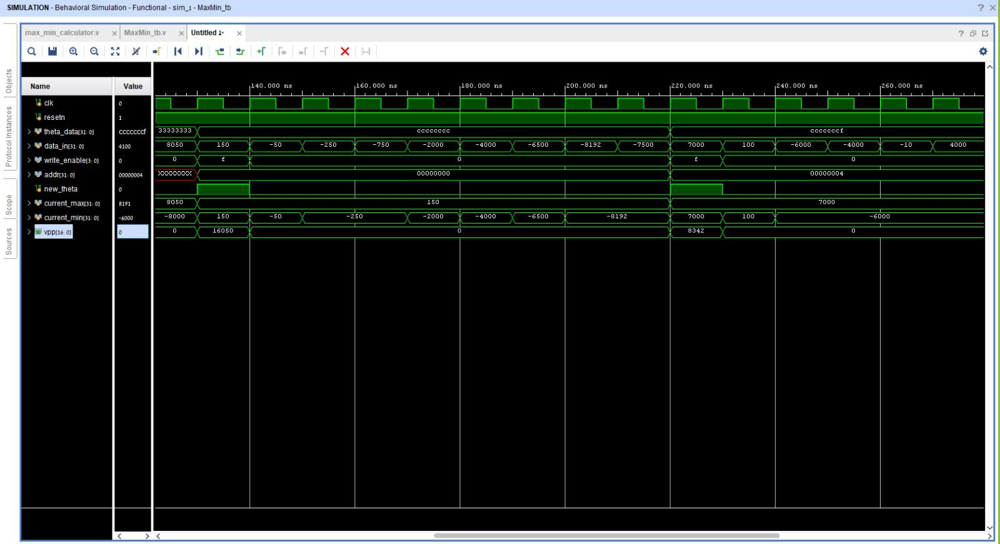 SIMULATION - Behavioral Simulation - Functional - sim_1 - MaxMin_tb
max_min_calculator.v MaxMin_tb.v Untitled 1*
Objects
Protocol Instances
Scope
Sources
Name Value
140.000 ns 160.000 ns 180.000 ns 200.000 ns 220.000 ns 240.000 ns 260.000 ns
clk 0
resetn 1
theta_data[31:0] cccccccf 33333333 cccccccc cccccccf
data_in[31:0] 4100 8050 150 -50 -250 -750 -2000 -4000 -6500 -8192 -7500 7000 100 -6000 -4000 -10 4000
write_enable[3:0] 0 0 f 0 f 0
addr[31:0] 00000004 XXXXXXXX 00000000 00000004
new_theta 0
current_max[31:0] 8191 8050 150 7000
current_min[31:0] -6000 -8000 150 -50 -250 -2000 -4000 -6500 -8192 7000 100 -6000
vpp[16:0] 0 0 16050 0 8342 0